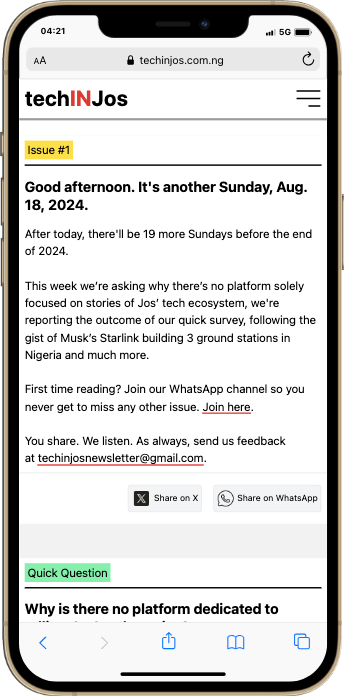 04:21
5G
AA
techinjos.com.ng
techINJos
Issue #1
Good afternoon. It's another Sunday, Aug.
18, 2024.
After today, there'll be 19 more Sundays before the end
of 2024.
This week we're asking why there's no platform solely
focused on stories of Jos' tech ecosystem, we're
reporting the outcome of our quick survey, following the
gist of Musk's Starlink building 3 ground stations in
Nigeria and much more.
First time reading? Join our WhatsApp channel so you
never get to miss any other issue. Join here.
You share. We listen. As always, send us feedback
at techinjosnewsletter@gmail.com.
Share on X
Share on WhatsApp
Quick Question
Why is there no platform dedicated to